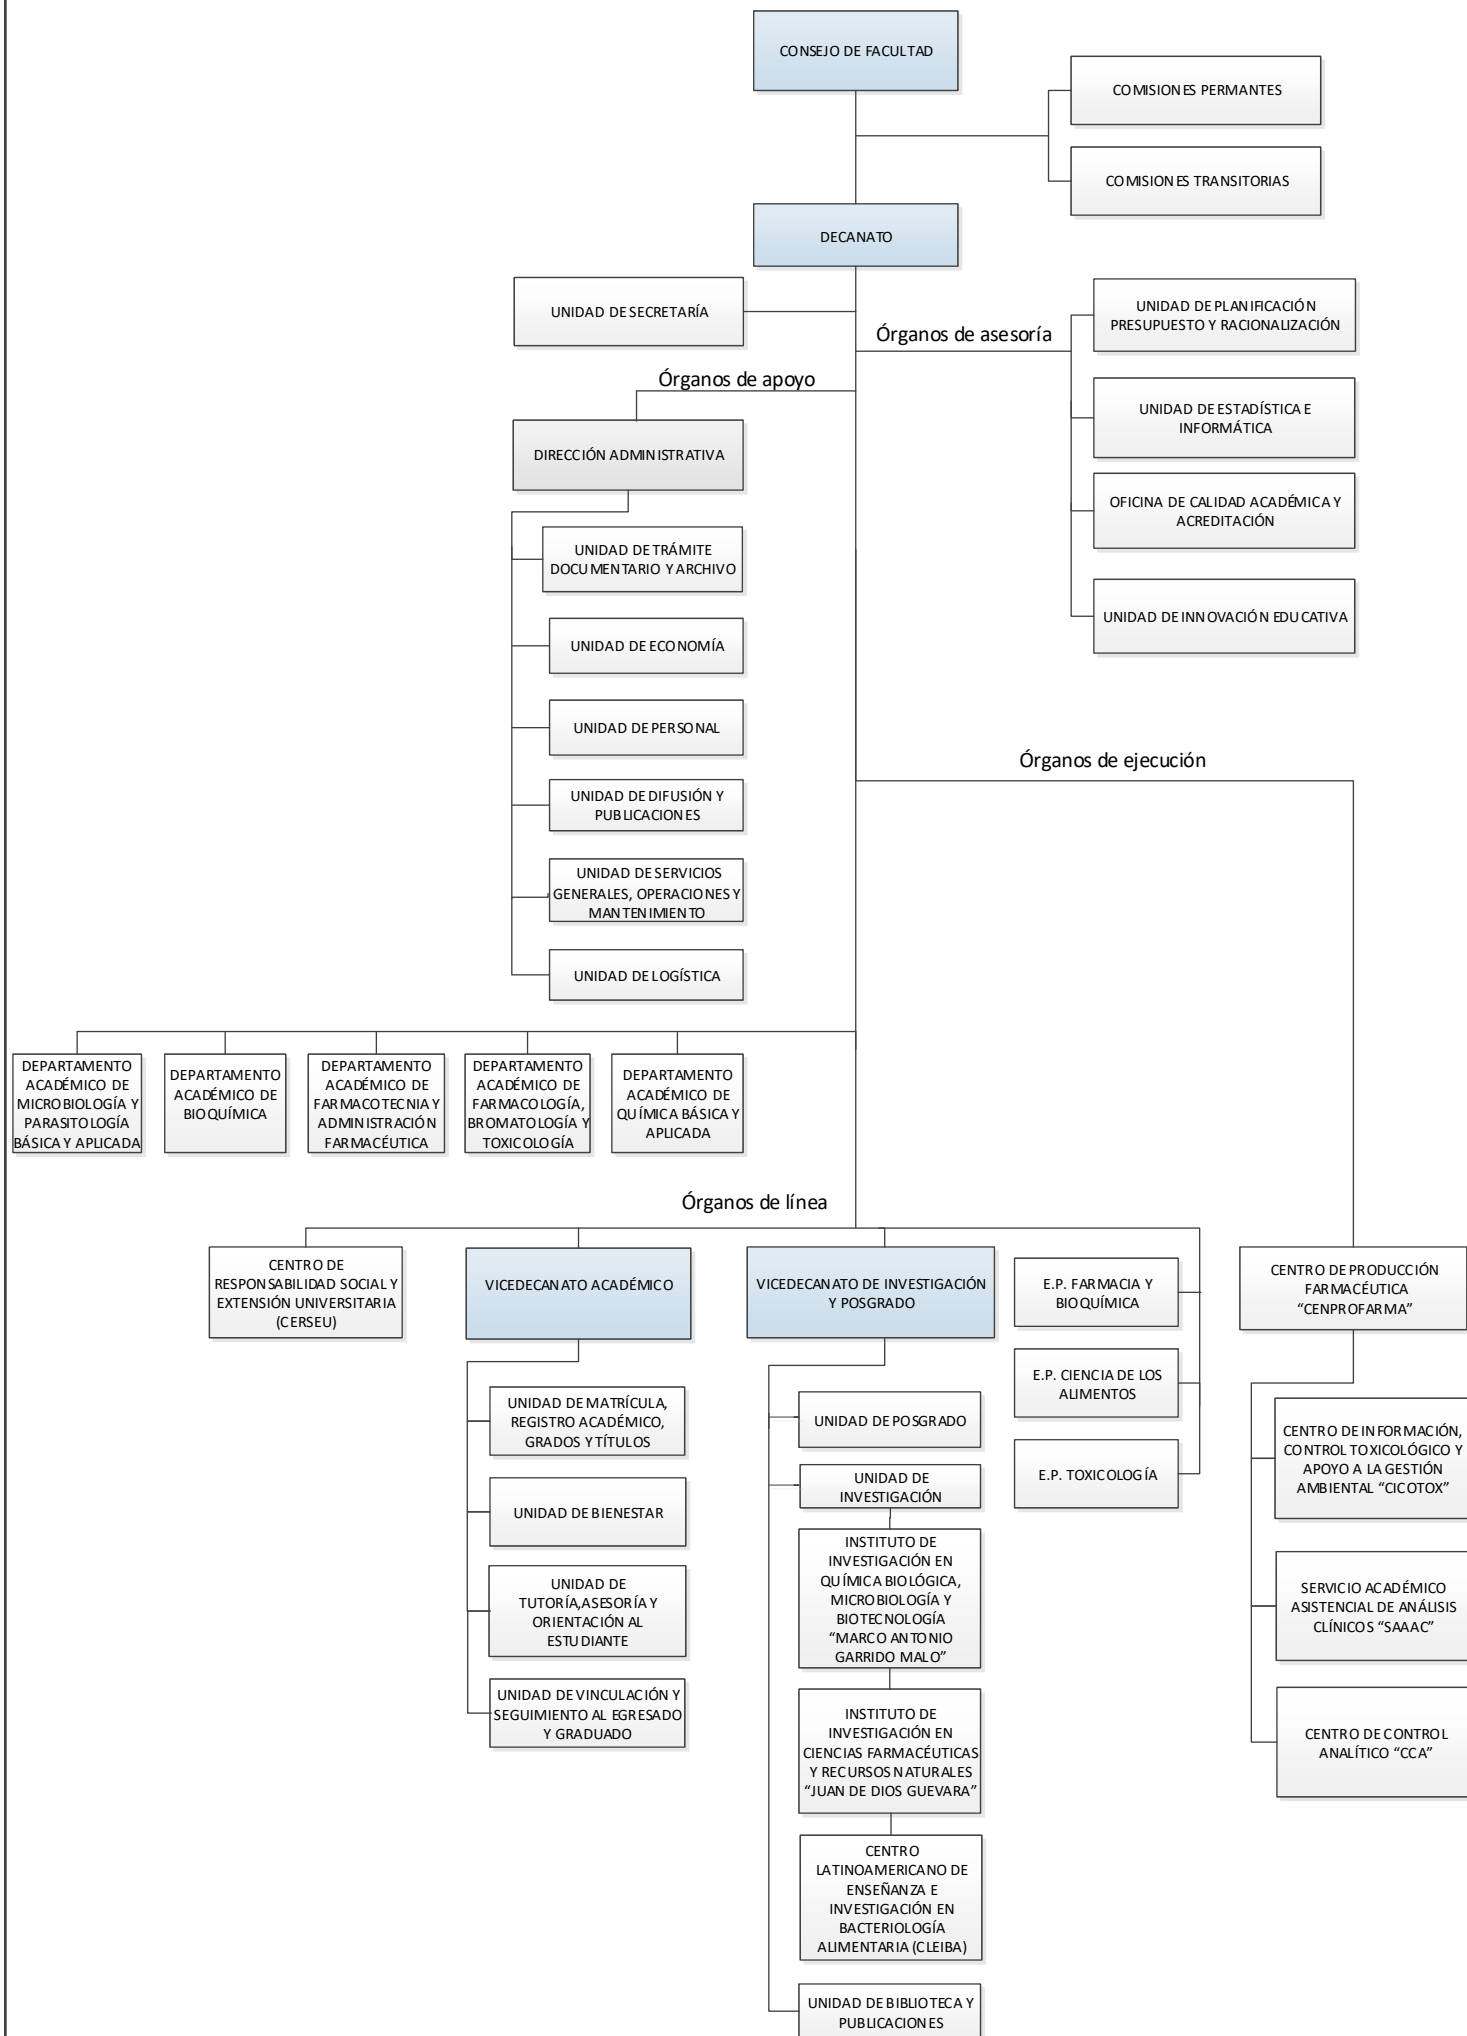 CONSEJO DE FACULTAD
COMISIONES PERMANTES
COMISIONES TRANSITORIAS
DECANATO
UNIDAD DE SECRETARÍA
Órganos de asesoría
UNIDAD DE PLANIFICACIÓN
PRESUPUESTO Y RACIONALIZACIÓN
UNIDAD DE ESTADÍSTICA E
INFORMÁTICA
OFICINA DE CALIDAD ACADÉMICA Y
ACREDITACIÓN
UNIDAD DE INNOVACIÓN EDUCATIVA
Órganos de apoyo
DIRECCIÓN ADMINISTRATIVA
UNIDAD DE TRÁMITE
DOCUMENTARIO Y ARCHIVO
UNIDAD DE ECONOMÍA
UNIDAD DE PERSONAL
UNIDAD DE DIFUSIÓN Y
PUBLICACIONES
UNIDAD DE SERVICIOS
GENERALES, OPERACIONES Y
MANTENIMIENTO
UNIDAD DE LOGÍSTICA
Órganos de ejecución
DEPARTAMENTO
ACADÉMICO DE
MICROBIOLOGÍA Y
PARASITOLOGÍA
BÁSICA Y APLICADA
DEPARTAMENTO
ACADÉMICO DE
BIOQUÍMICA
DEPARTAMENTO
ACADÉMICO DE
FARMACOTECNIA Y
ADMINISTRACIÓN
FARMACÉUTICA
DEPARTAMENTO
ACADÉMICO DE
FARMACOLOGÍA,
BROMATOLOGÍA Y
TOXICOLOGÍA
DEPARTAMENTO
ACADÉMICO DE
QUÍMICA BÁSICA Y
APLICADA
Órganos de línea
CENTRO DE
RESPONSABILIDAD SOCIAL Y
EXTENSIÓN UNIVERSITARIA
(CERSEU)
VICEDECANATO ACADÉMICO
UNIDAD DE MATRÍCULA,
REGISTRO ACADÉMICO,
GRADOS Y TÍTULOS
UNIDAD DE BIENESTAR
UNIDAD DE
TUTORÍA,ASESORÍA Y
ORIENTACIÓN AL
ESTUDIANTE
UNIDAD DE VINCULACIÓN Y
SEGUIMIENTO AL EGRESADO
Y GRADUADO
VICEDECANATO DE INVESTIGACIÓN
Y POSGRADO
UNIDAD DE POSGRADO
UNIDAD DE
INVESTIGACIÓN
INSTITUTO DE
INVESTIGACIÓN EN
QUÍMICA BIOLÓGICA,
MICROBIOLOGÍA Y
BIOTECNOLOGÍA
“MARCO ANTONIO
GARRIDO MALO”
INSTITUTO DE
INVESTIGACIÓN EN
CIENCIAS FARMACÉUTICAS
Y RECURSOS NATURALES
“JUAN DE DIOS GUEVARA”
CENTRO
LATINOAMERICANO DE
ENSEÑANZA E
INVESTIGACIÓN EN
BACTERIOLOGÍA
ALIMENTARIA (CLEIBA)
UNIDAD DE BIBLIOTECA Y
PUBLICACIONES
E.P. FARMACIA Y
BIOQUÍMICA
E.P. CIENCIA DE LOS
ALIMENTOS
E.P. TOXICOLOGÍA
CENTRO DE PRODUCCIÓN
FARMACÉUTICA
“CENPROFARMA”
CENTRO DE INFORMACIÓN,
CONTROL TOXICOLÓGICO Y
APOYO A LA GESTIÓN
AMBIENTAL “CICOTOX”
SERVICIO ACADÉMICO
ASISTENCIAL DE ANÁLISIS
CLÍNICOS “SAAAC”
CENTRO DE CONTROL
ANALÍTICO “CCA”